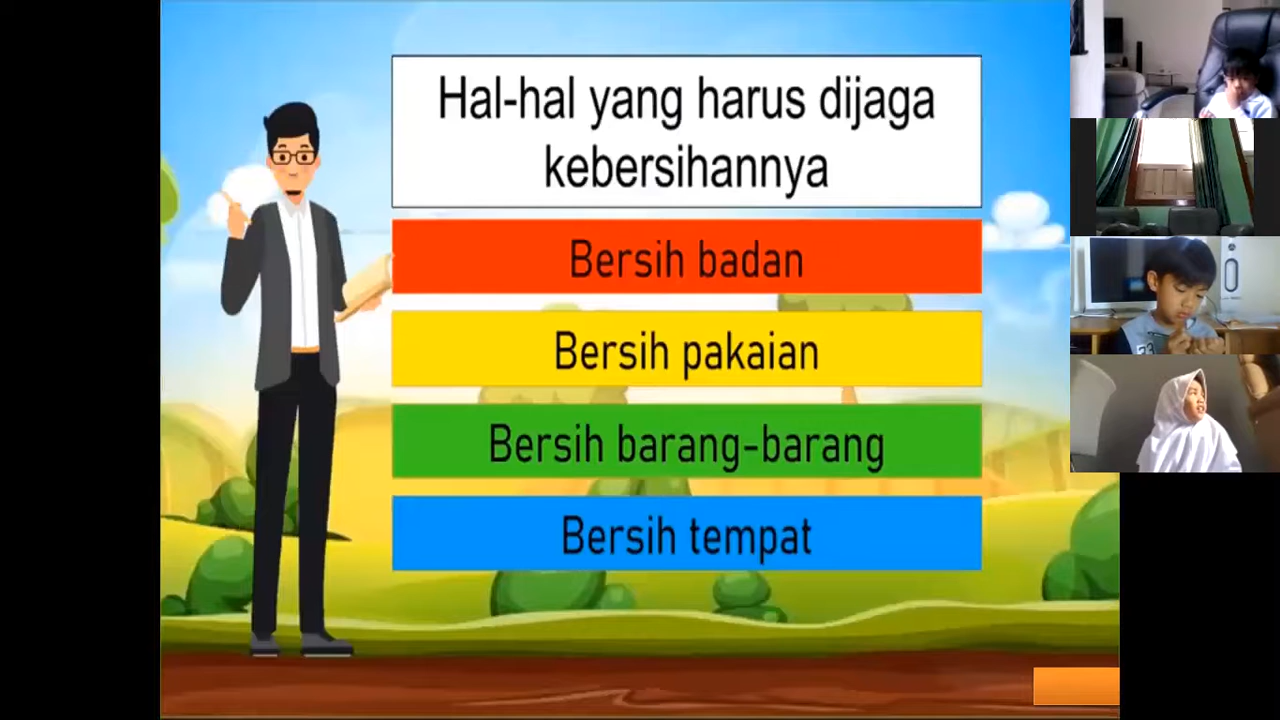 Hal-hal yang harus dijaga
kebersihannya
Bersih badan
Bersih pakaian
Bersih barang-barang
Bersih tempat